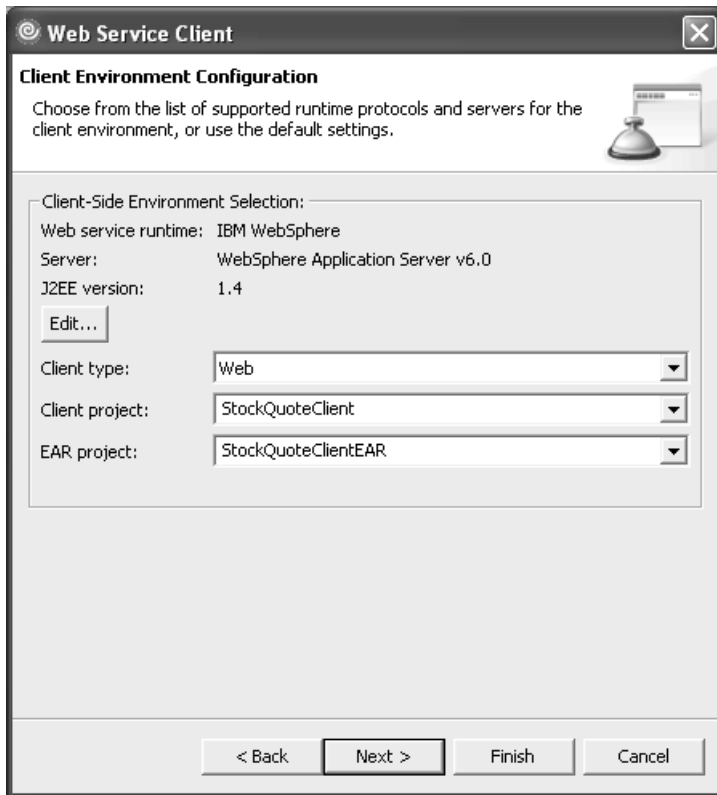 Web Service Client
Client Environment Configuration
Choose from the list of supported runtime protocols and servers for the
client environment, or use the default settings.
Client-Side Environment Selection:
Web service runtime: IBM WebSphere
Server: WebSphere Application Server v6.0
J2EE version: 1.4
Edit...
Client type: Web
Client project: StockQuoteClient
EAR project: StockQuoteClientEAR
< Back Next > Finish Cancel